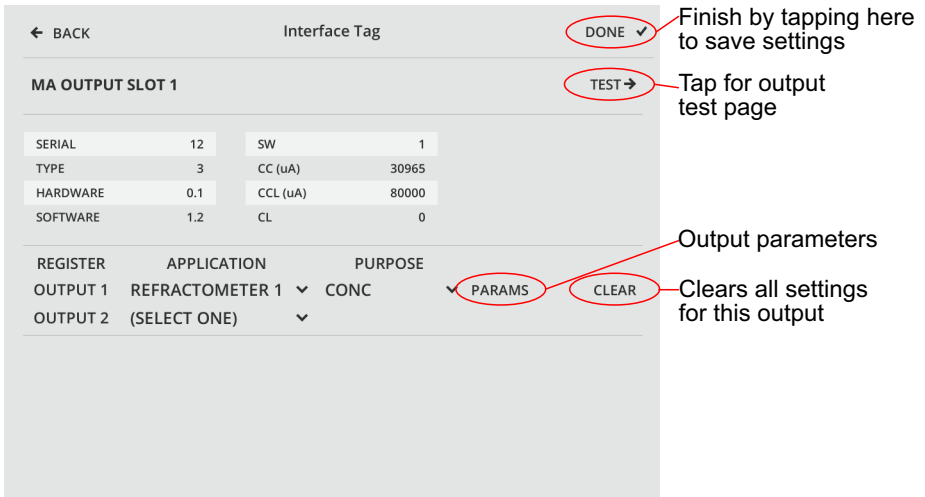 BACK Interface Tag DONE
Finish by tapping here
to save settings
MA OUTPUT SLOT 1 TEST
Tap for output
test page
SERIAL 12 SW 1
TYPE 3 CC (uA) 30965
HARDWARE 0.1 CCL (uA) 80000
SOFTWARE 1.2 CL 0
Output parameters
REGISTER APPLICATION PURPOSE
OUTPUT 1 REFRACTOMETER 1 CONC PARAMS CLEAR
Clears all settings
for this output
OUTPUT 2 (SELECT ONE)